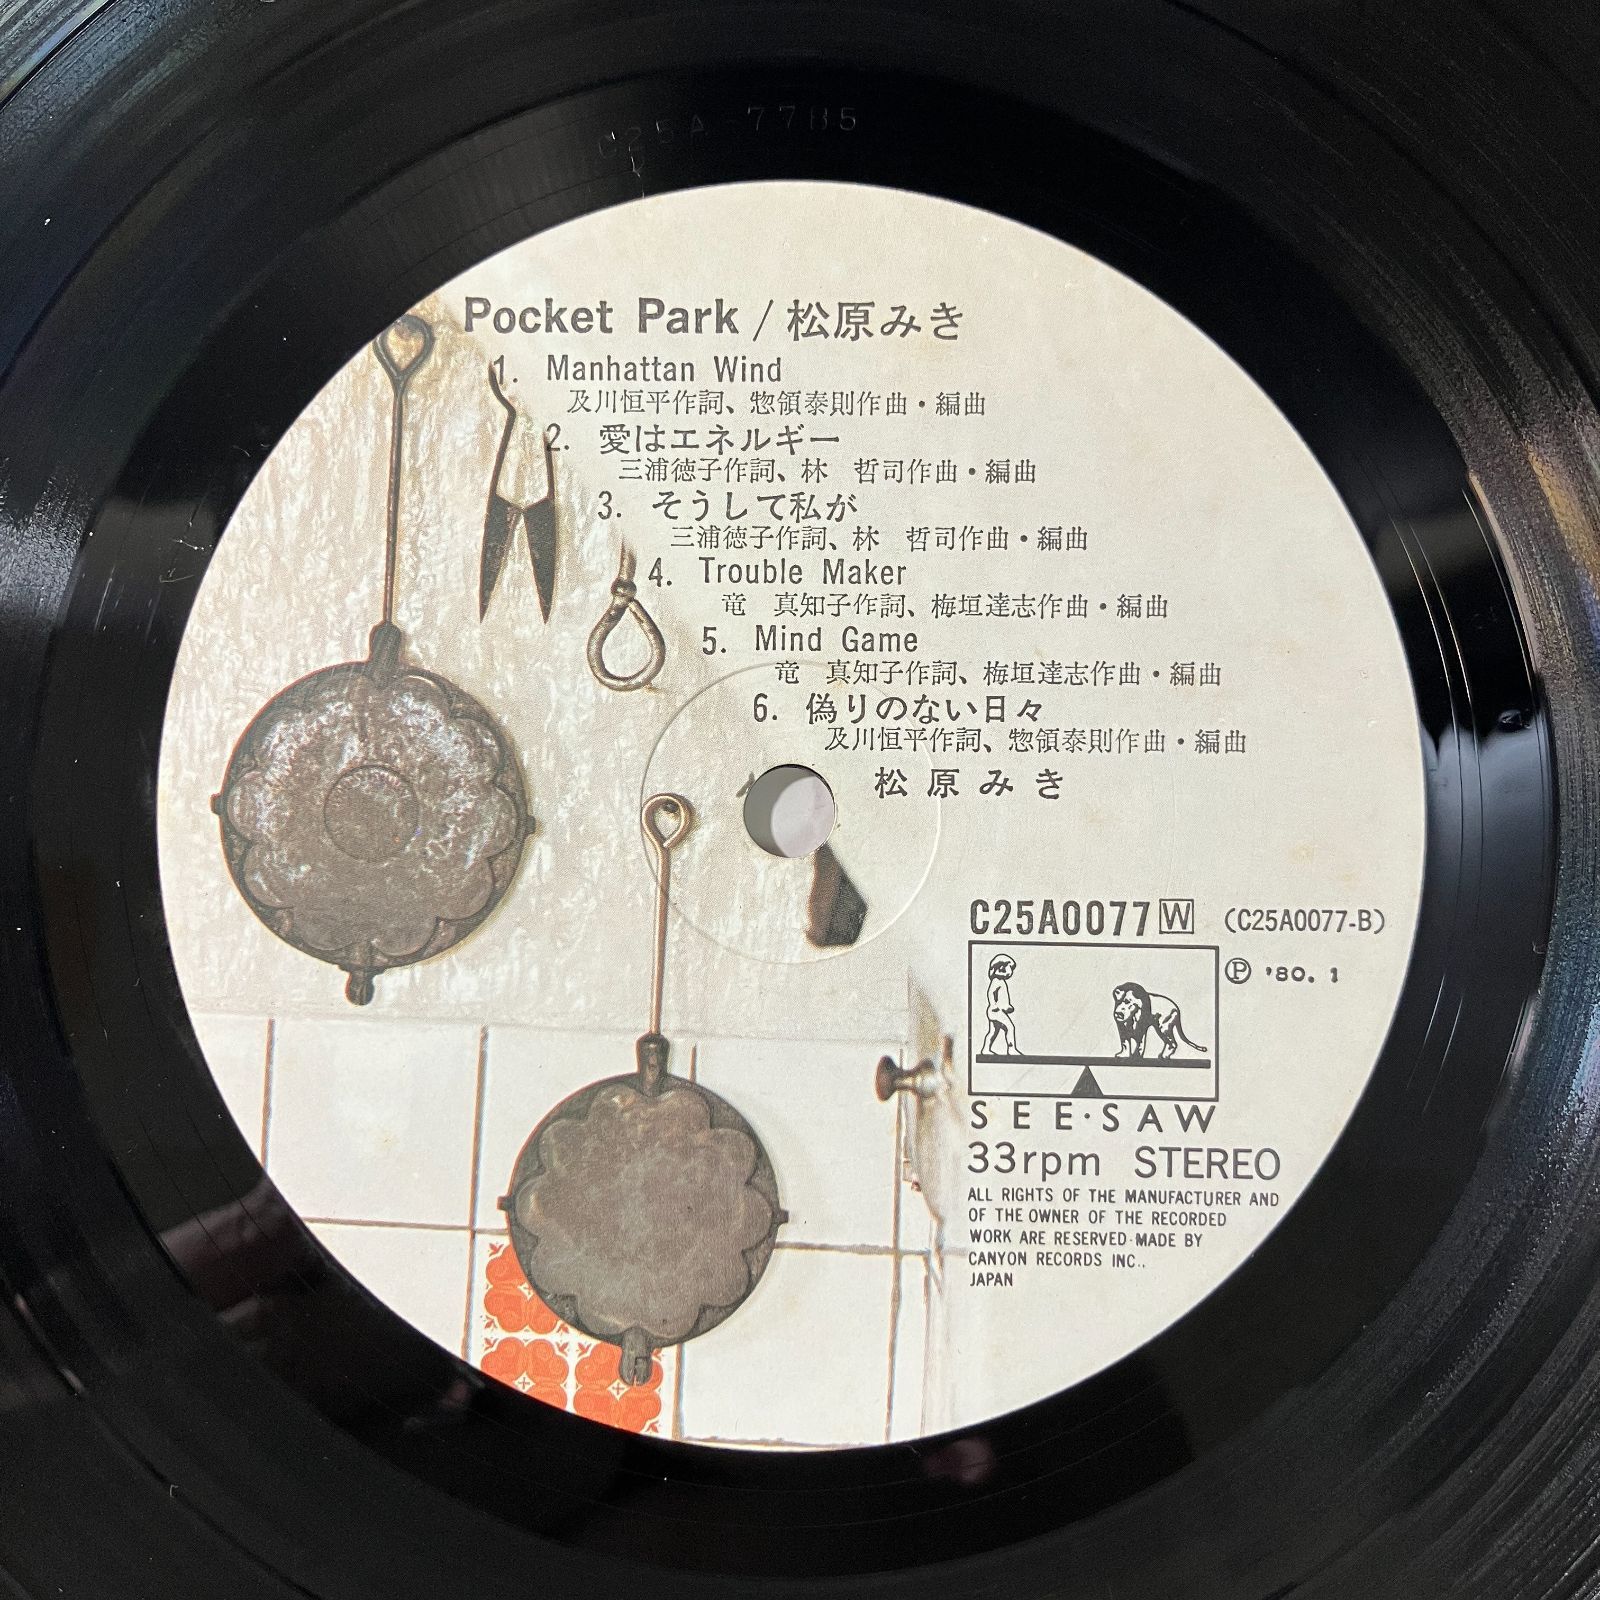 C25A-77B5
Pocket Park / 松原みき
1. Manhattan Wind
及川恒平作詞、惣領泰則作曲・編曲
2. 愛はエネルギー
三浦徳子作詞、林 哲司作曲・編曲
3. そうして私が
三浦徳子作詞、林 哲司作曲・編曲
4. Trouble Maker
竜 真知子作詞、梅垣達志作曲・編曲
5. Mind Game
竜 真知子作詞、梅垣達志作曲・編曲
6. 偽りのない日々
及川恒平作詞、惣領泰則作曲・編曲
松原みき
C25A0077 W (C25A0077-B)
Ⓟ '80. 1
SEE・SAW
33rpm STEREO
ALL RIGHTS OF THE MANUFACTURER AND
OF THE OWNER OF THE RECORDED
WORK ARE RESERVED・MADE BY
CANYON RECORDS INC.,
JAPAN